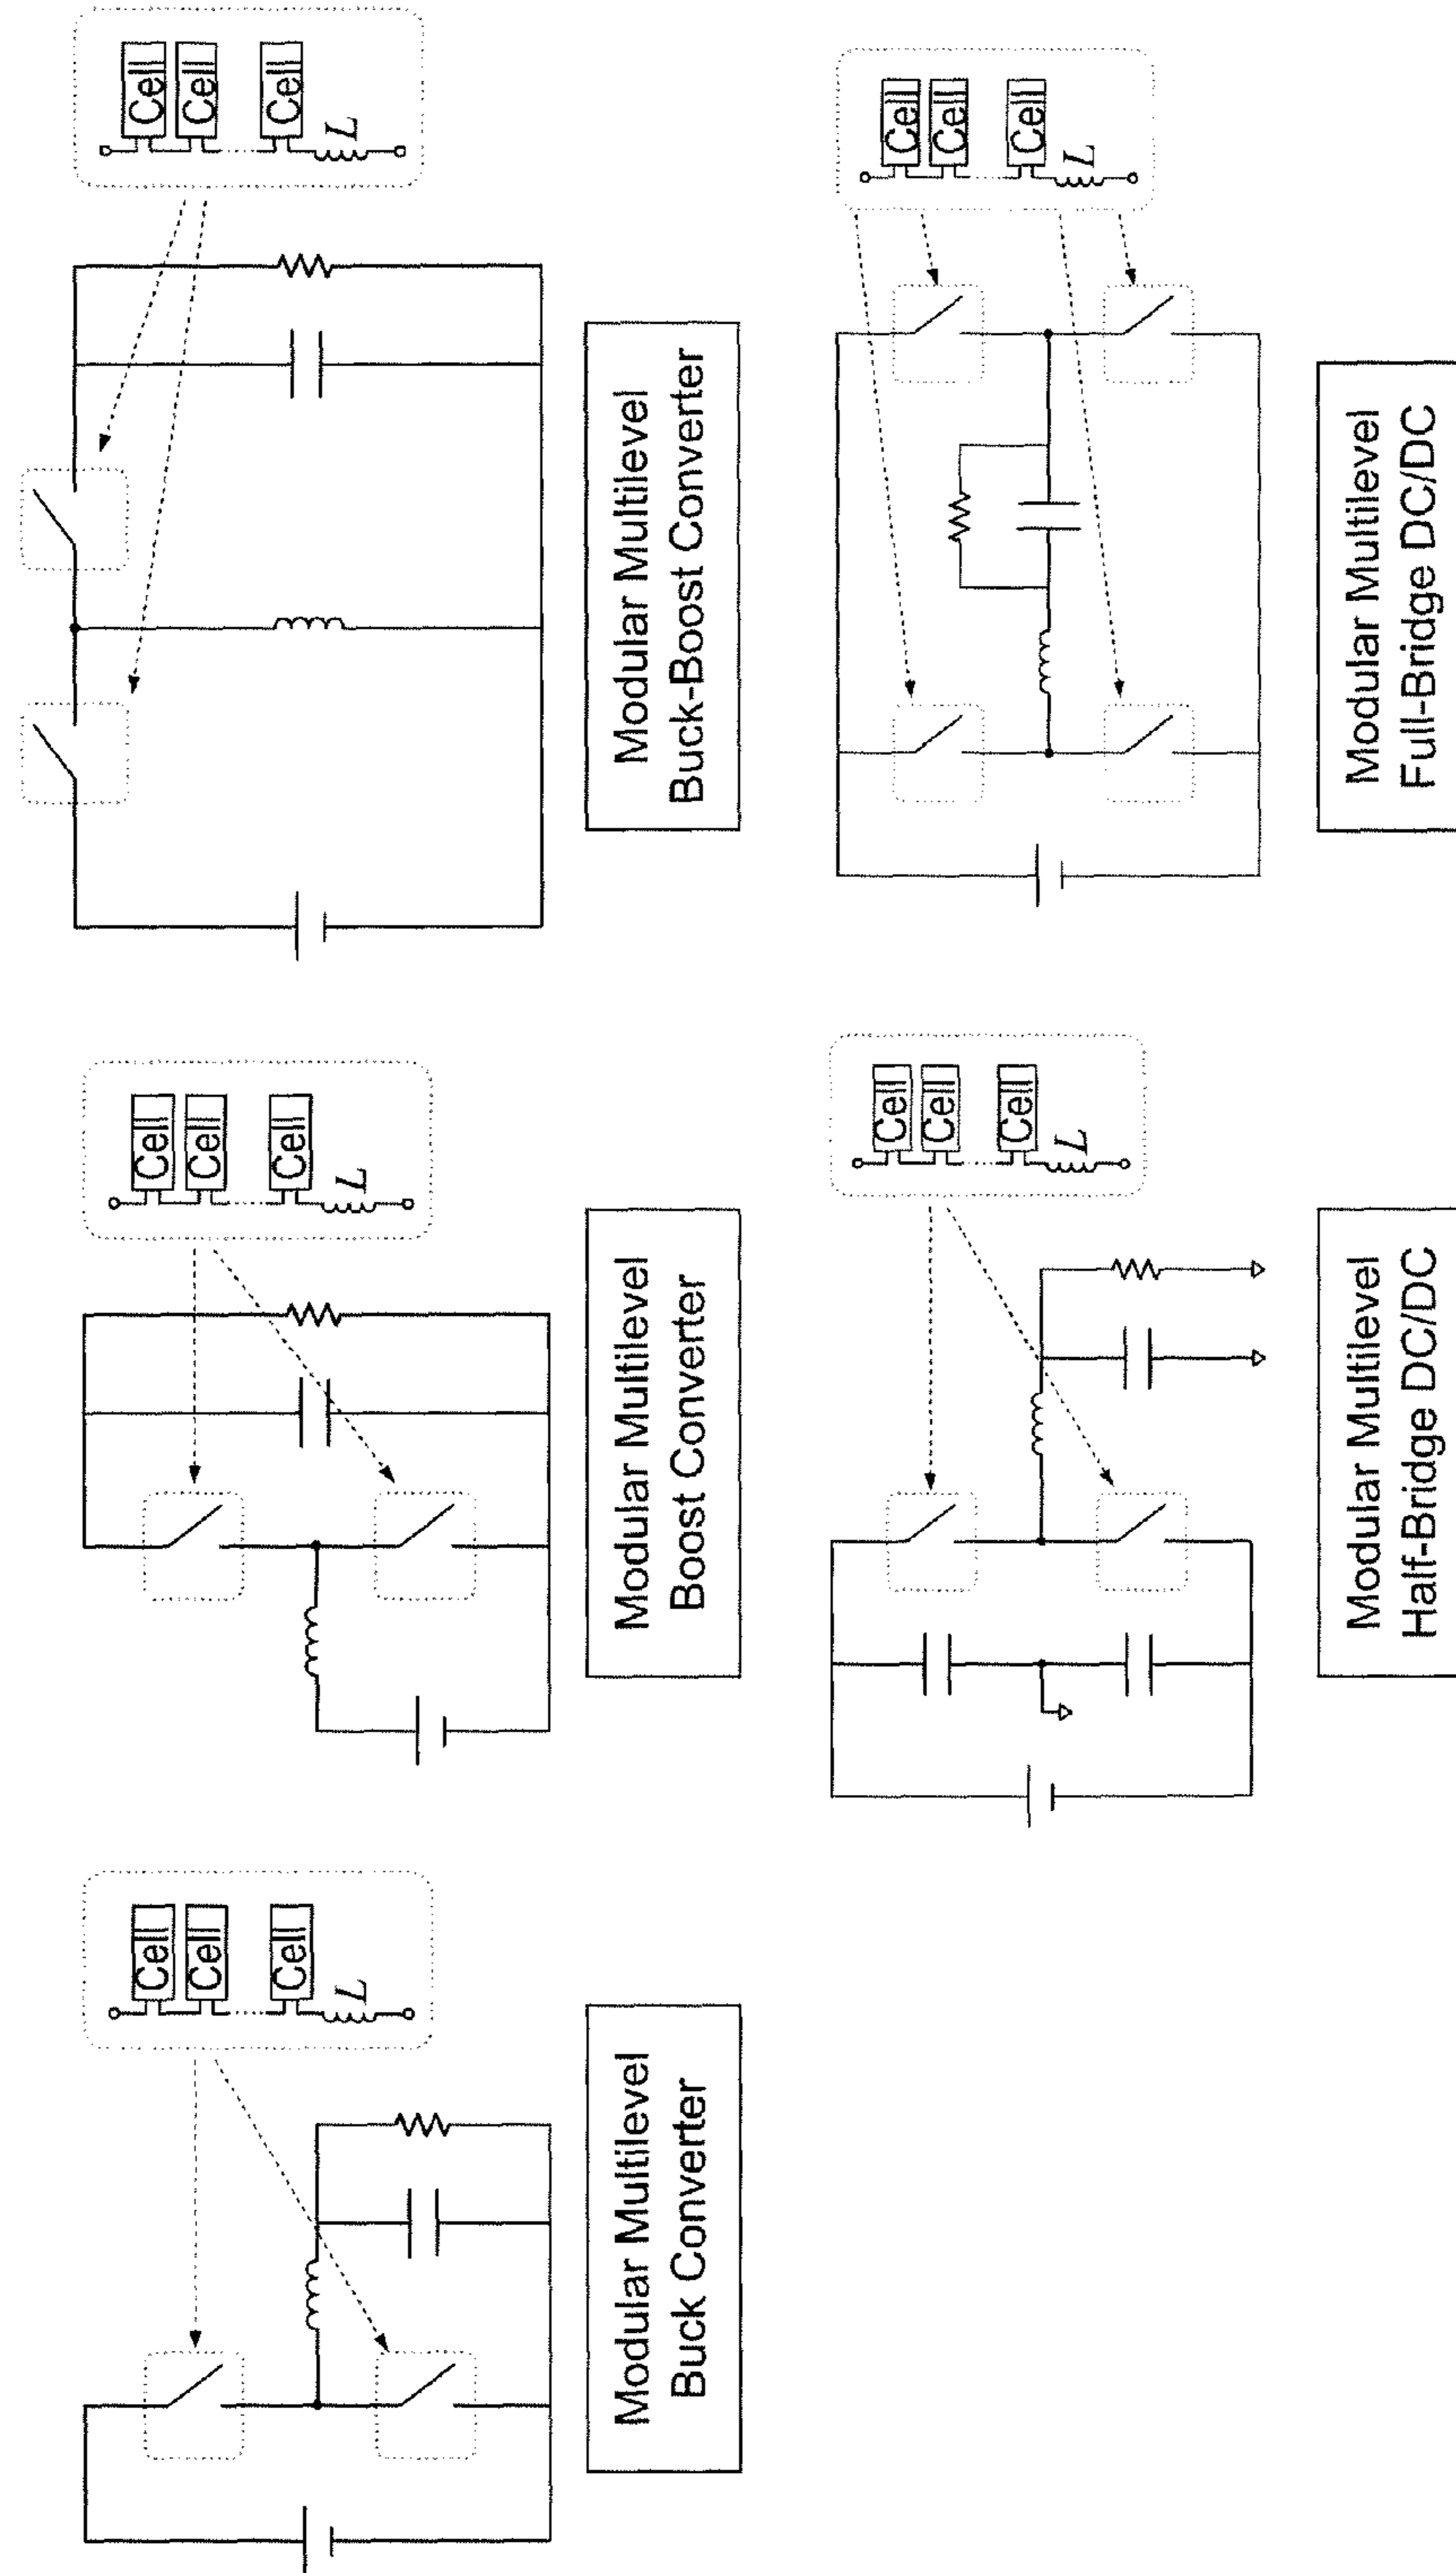 Cell
Cell
Cell
L
Modular Multilevel
Buck Converter
Cell
Cell
Cell
L
Modular Multilevel
Boost Converter
Cell
Cell
Cell
L
Modular Multilevel
Buck-Boost Converter
Cell
Cell
Cell
L
Modular Multilevel
Half-Bridge DC/DC
Cell
Cell
Cell
L
Modular Multilevel
Full-Bridge DC/DC